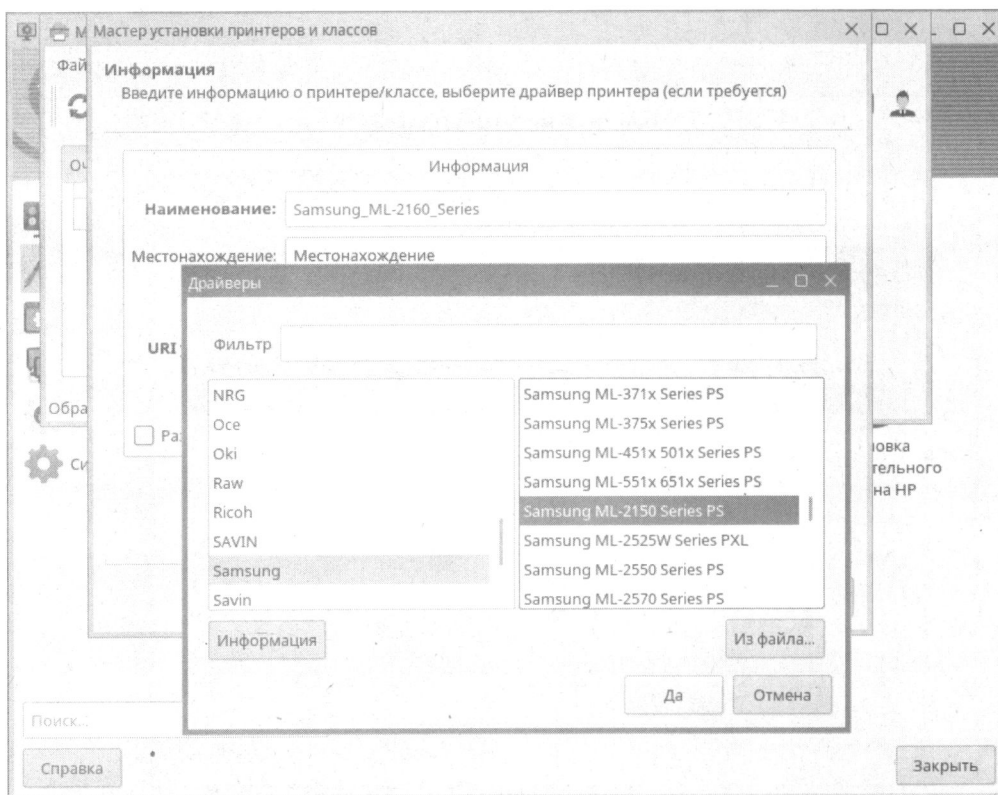 М Мастер установки принтеров и классов
Фай
Информация
Введите информацию о принтере/классе, выберите драйвер принтера (если требуется)
Оч
Информация
Наименование: Samsung_ML-2160_Series
Местонахождение: Местонахождение
Драйверы
URI
Фильтр
NRG
Oce
Oki
Raw
Ricoh
SAVIN
Samsung
Savin
Samsung ML-371x Series PS
Samsung ML-375x Series PS
Samsung ML-451x 501x Series PS
Samsung ML-551x 651x Series PS
Samsung ML-2150 Series PS
Samsung ML-2525W Series PXL
Samsung ML-2550 Series PS
Samsung ML-2570 Series PS
Обра
Ра
Си
овка
тельного
на HP
Информация
Из файла...
Да
Отмена
Поиск...
Справка
Закрыть